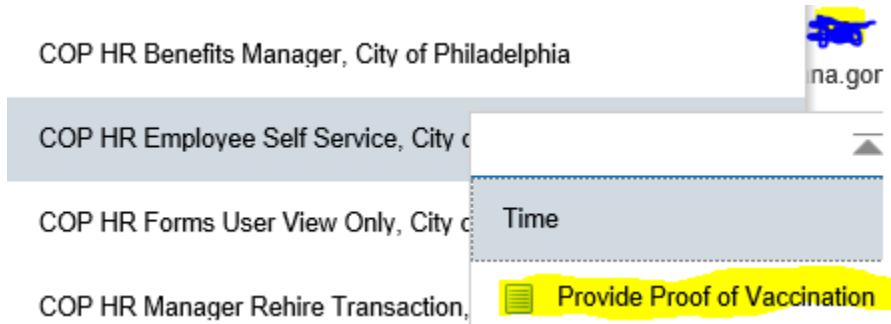 COP HR Benefits Manager, City of Philadelphia
na.gor
COP HR Employee Self Service, City
COP HR Forms User View Only, City
Time
COP HR Manager Rehire Transaction,
Provide Proof of Vaccination